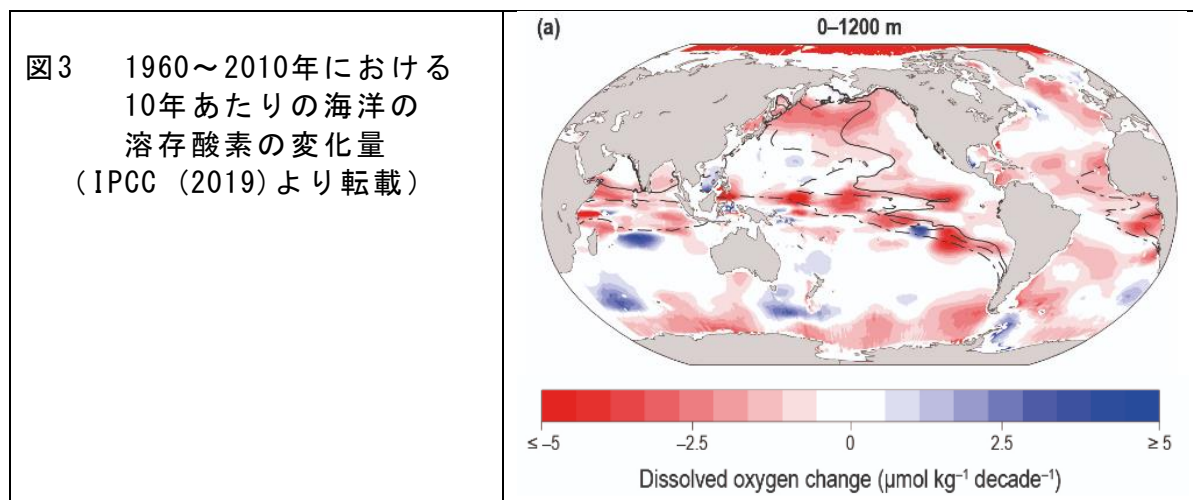 図3 1960~2010年における
10年あたりの海洋の
溶存酸素の変化量
(IPCC (2019)より転載)
(a)
0–1200 m
≤ –5 –2.5 0 2.5 ≥ 5
Dissolved oxygen change (µmol kg⁻¹ decade⁻¹)